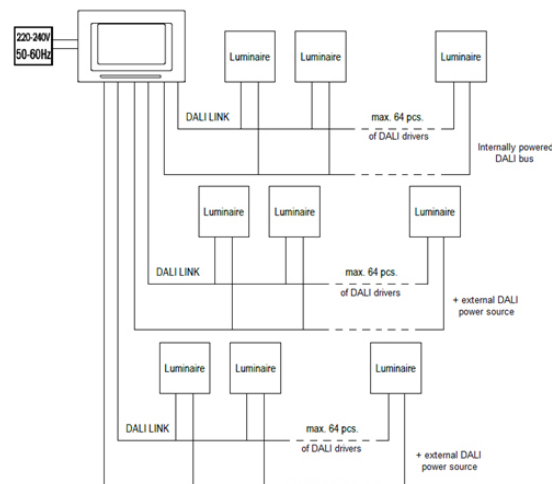 220-240V
50-60Hz
Luminaire
Luminaire
Luminaire
DALI LINK
max. 64 pcs.
of DALI drivers
Internally powered
DALI bus
Luminaire
Luminaire
Luminaire
DALI LINK
max. 64 pcs.
of DALI drivers
+ external DALI
power source
Luminaire
Luminaire
Luminaire
DALI LINK
max. 64 pcs.
of DALI drivers
+ external DALI
power source